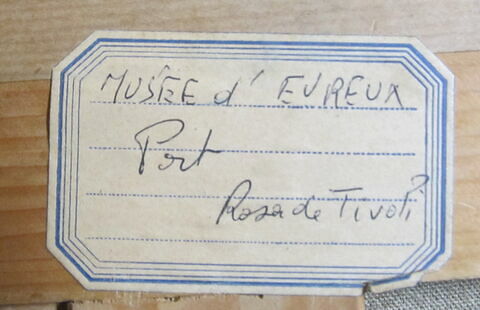 MUSÉE d' EVREUX
Port
Rosa de Tivoli